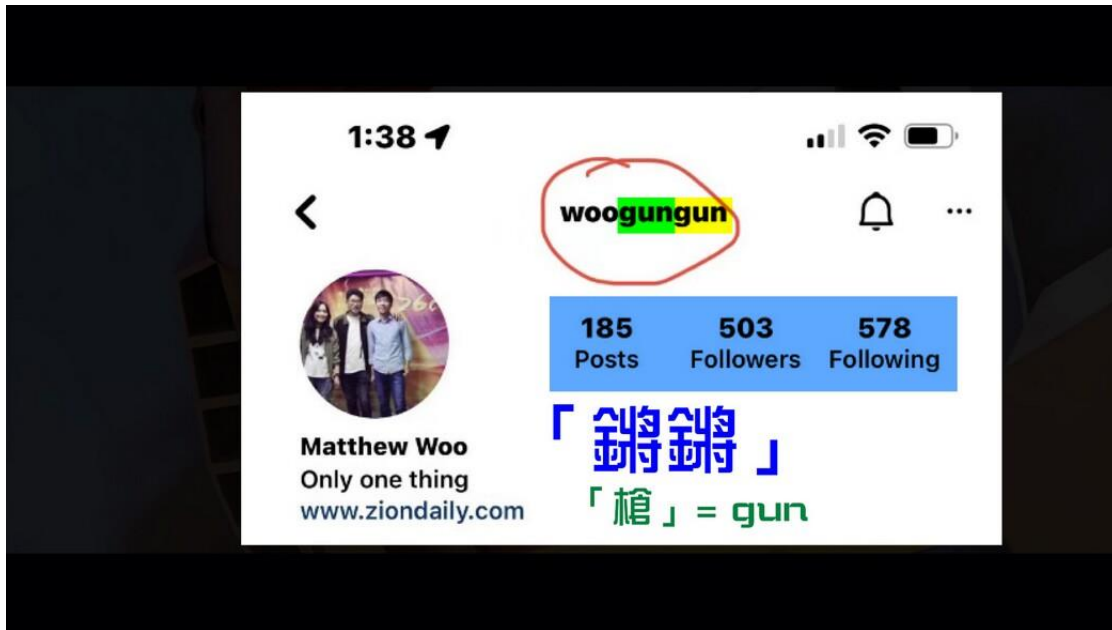 1:38
woogungun
185 503 578
Posts Followers Following
「鏘鏘」
Matthew Woo
Only one thing
「槍」= gun
www.ziondaily.com